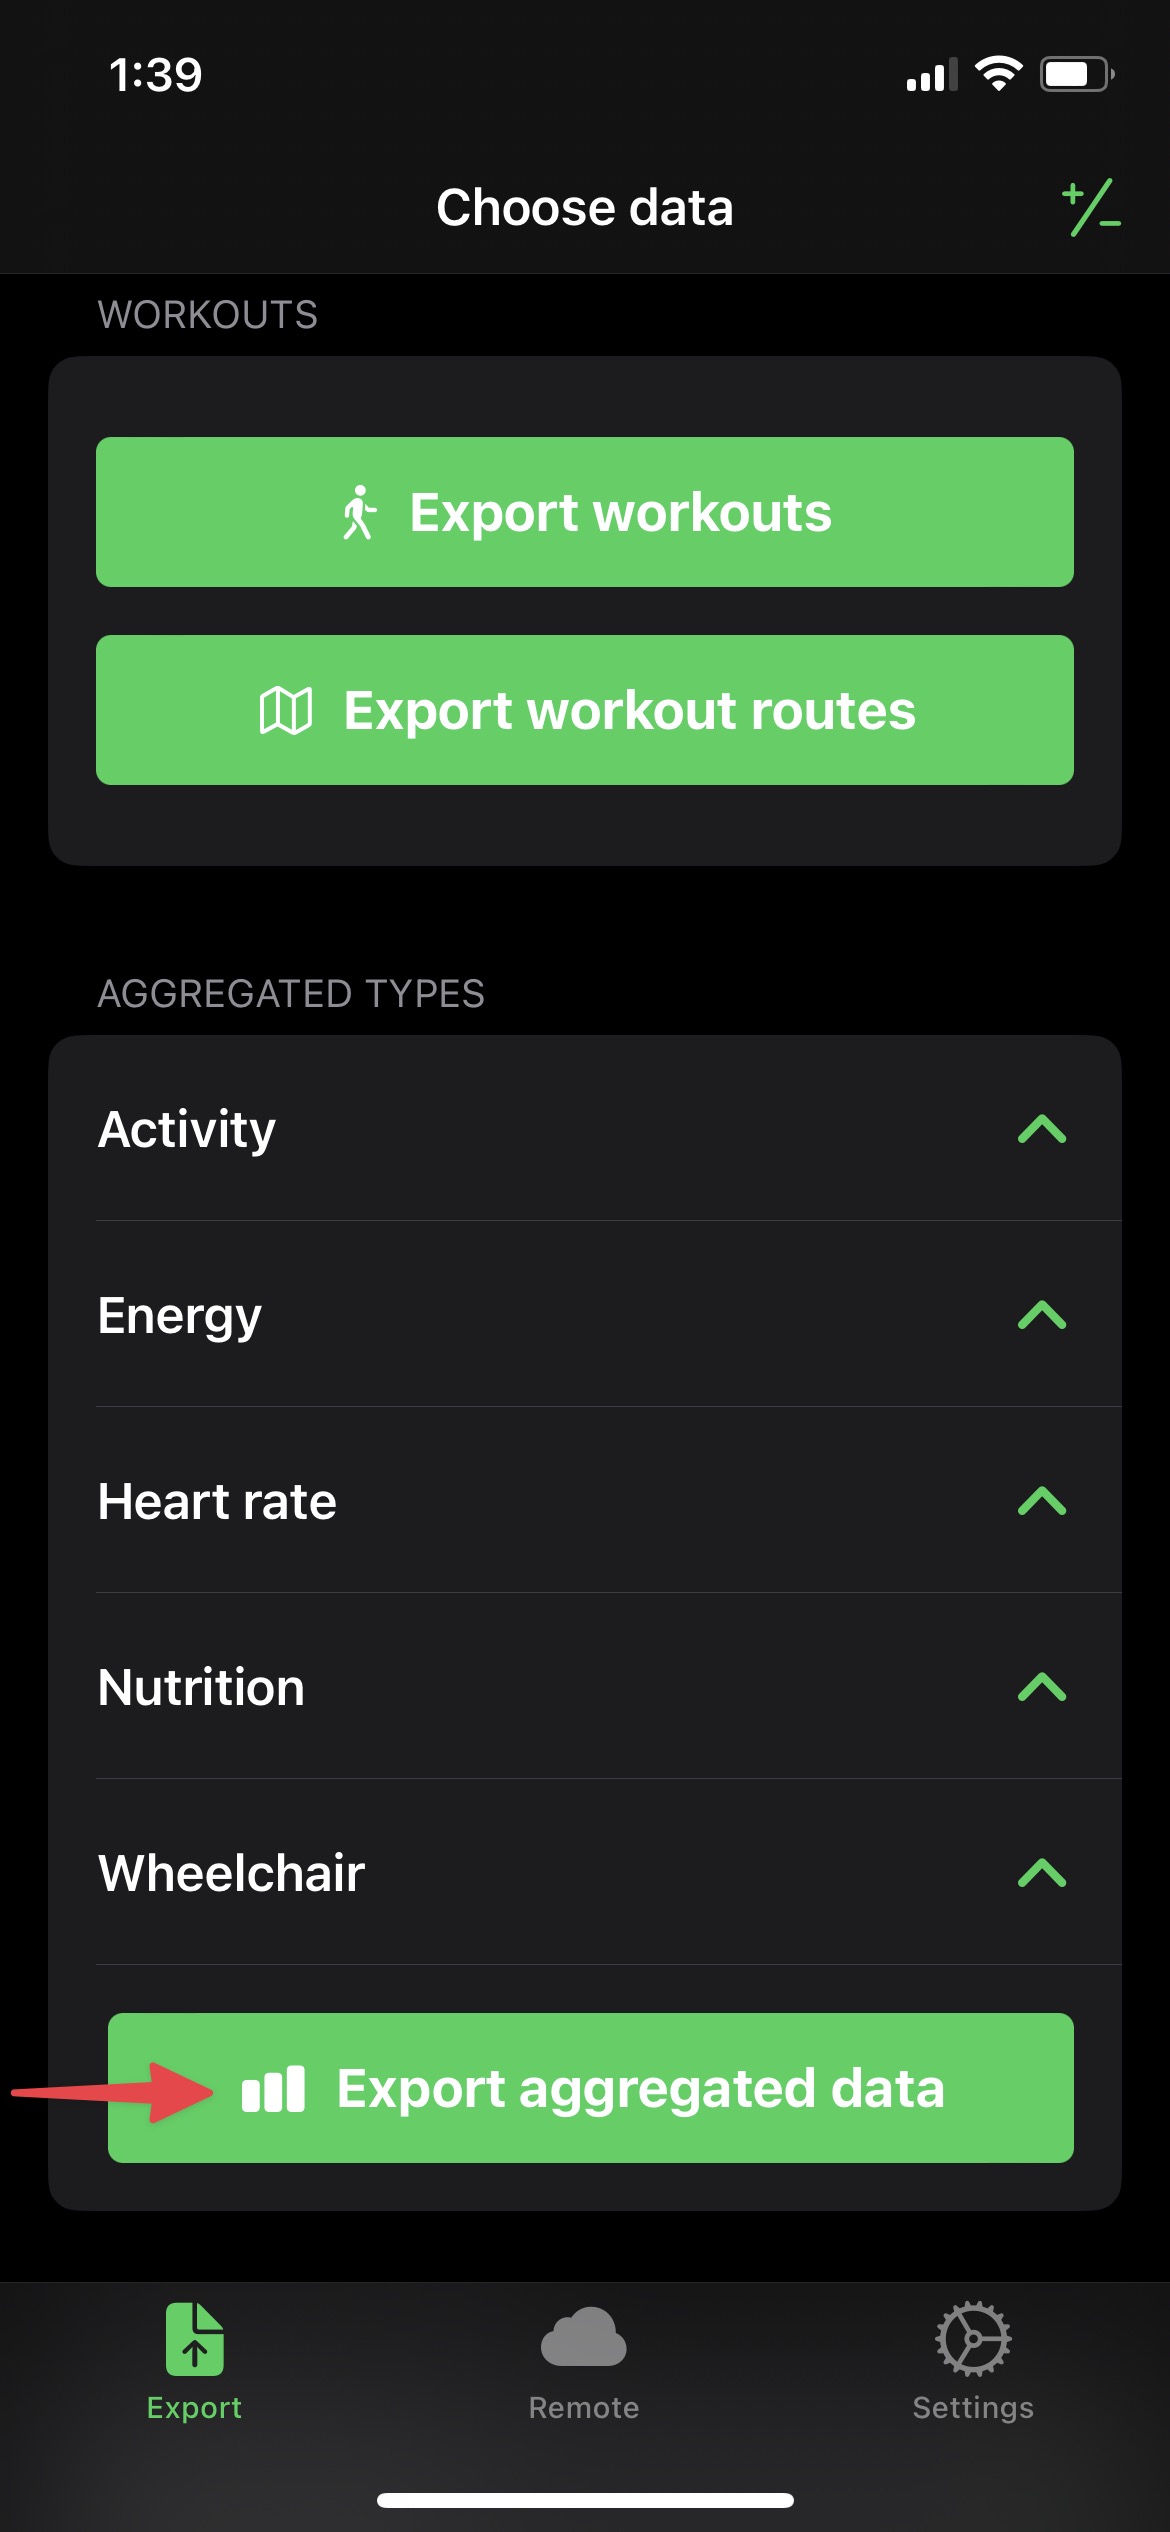 1:39
Choose data
WORKOUTS
Export workouts
Export workout routes
AGGREGATED TYPES
Activity
Energy
Heart rate
Nutrition
Wheelchair
Export aggregated data
Export
Remote
Settings